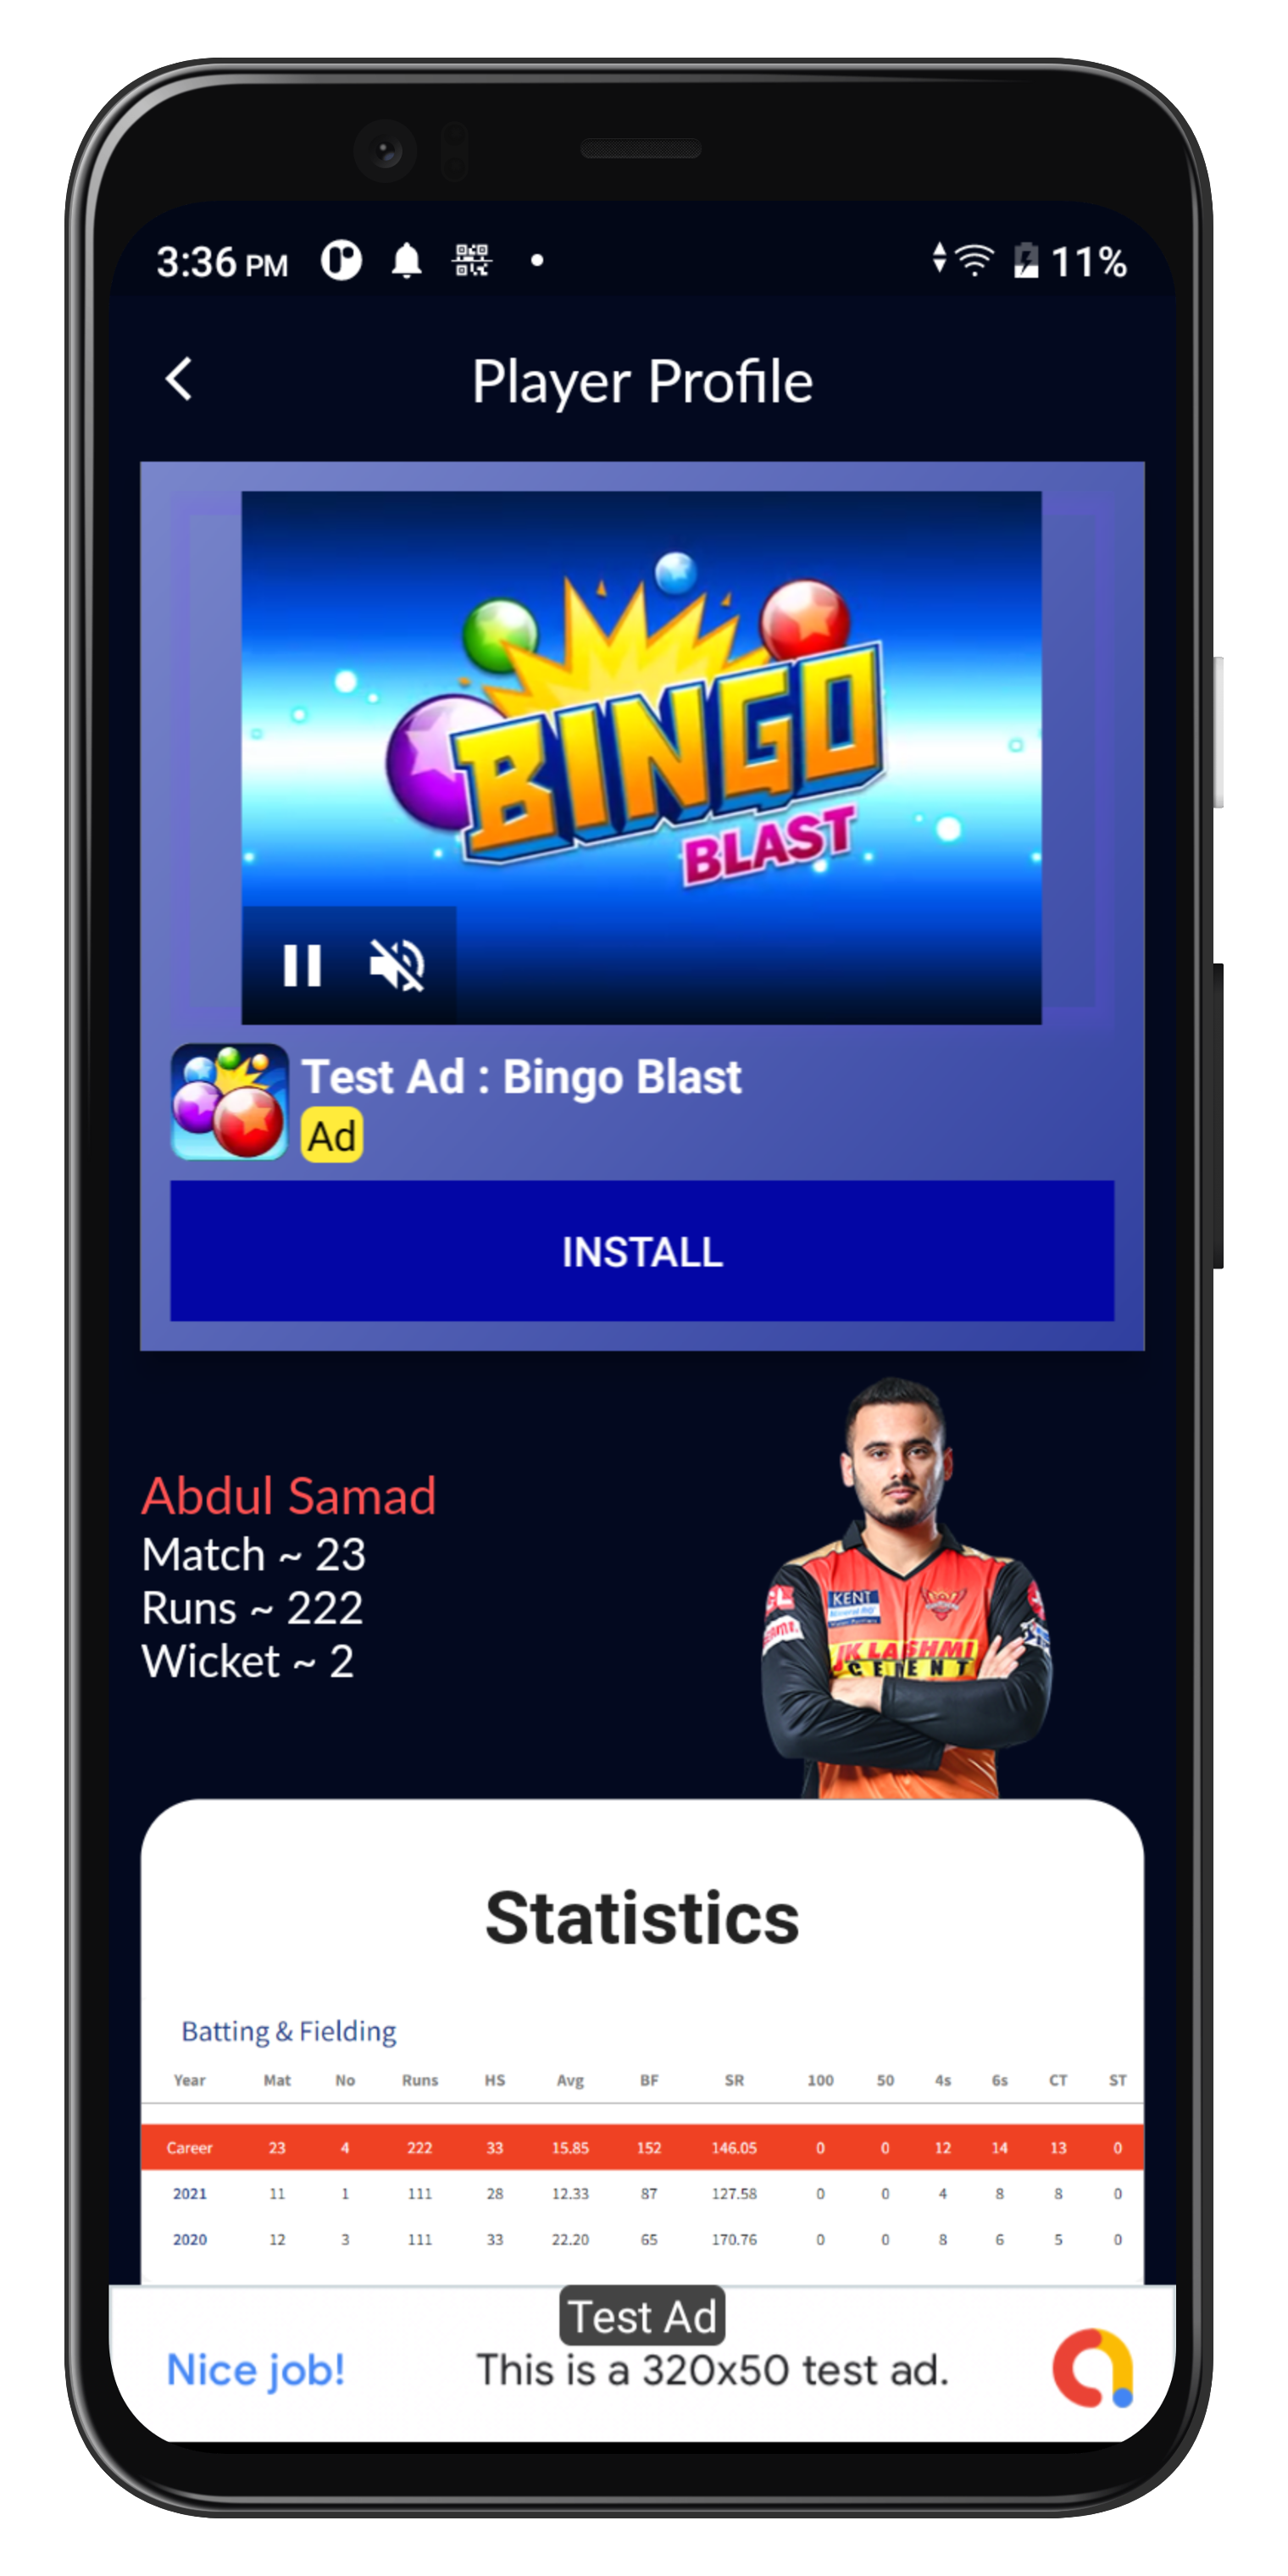 3:36 PM 11%
Player Profile
BINGO
BLAST
Test Ad : Bingo Blast
Ad
INSTALL
Abdul Samad
Match ~ 23
Runs ~ 222
Wicket ~ 2
KENT
JK LAKSHMI
CEMENT
Statistics
Batting & Fielding
Year Mat No Runs HS Avg BF SR 100 50 4s 6s CT ST
Career 23 4 222 33 15.85 152 146.05 0 0 12 14 13 0
2021 11 1 111 28 12.33 87 127.58 0 0 4 8 8 0
2020 12 3 111 33 22.20 65 170.76 0 0 8 6 5 0
Test Ad
Nice job! This is a 320x50 test ad.